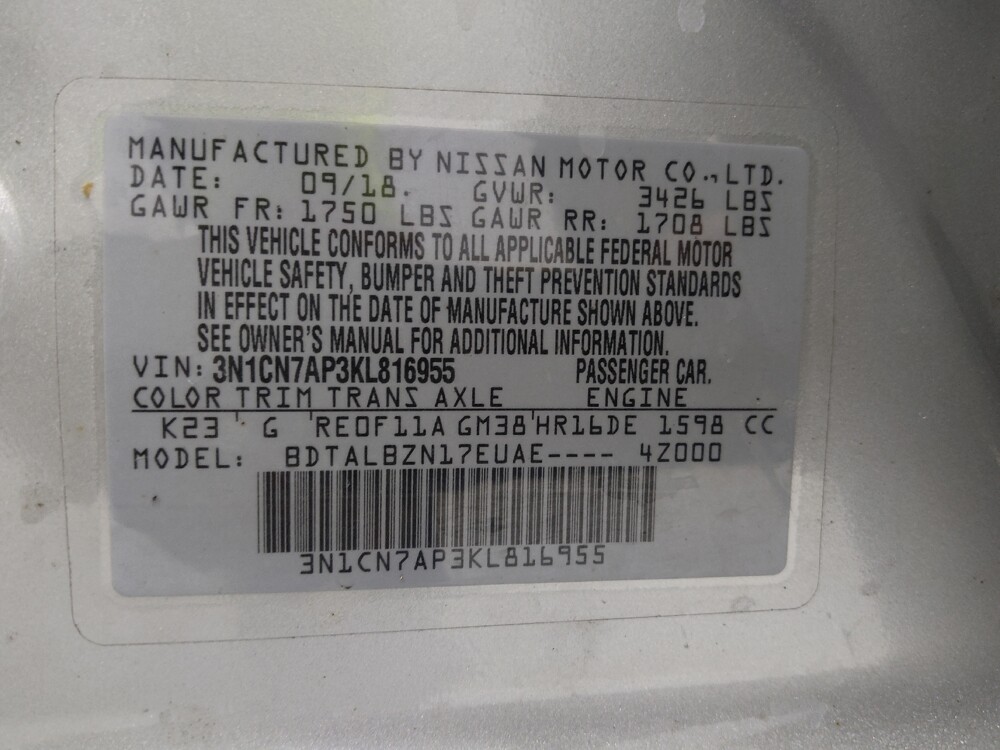 MANUFACTURED BY NISSAN MOTOR CO.,LTD.
DATE: 09/18. GVWR: 3426 LBS
GAWR FR: 1750 LBS GAWR RR: 1708 LBS
THIS VEHICLE CONFORMS TO ALL APPLICABLE FEDERAL MOTOR
VEHICLE SAFETY, BUMPER AND THEFT PREVENTION STANDARDS
IN EFFECT ON THE DATE OF MANUFACTURE SHOWN ABOVE.
SEE OWNER'S MANUAL FOR ADDITIONAL INFORMATION.
VIN: 3N1CN7AP3KL816955 PASSENGER CAR.
COLOR TRIM TRANS AXLE ENGINE
K23 ' G 'RE0F11A GM38'HR16DE 1598 CC
MODEL: BDTALBZN17EUAE---- 4Z000
3N1CN7AP3KL816955